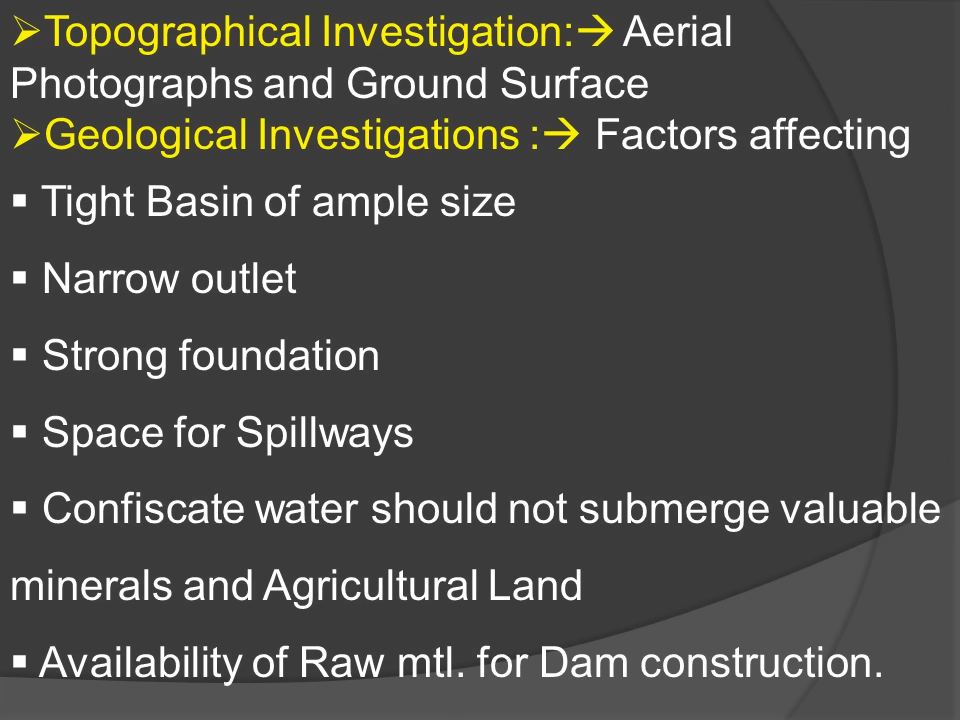 ➢Topographical Investigation:→ Aerial
Photographs and Ground Surface
➢Geological Investigations :→ Factors affecting
▪ Tight Basin of ample size
▪ Narrow outlet
▪ Strong foundation
▪ Space for Spillways
▪ Confiscate water should not submerge valuable
minerals and Agricultural Land
▪ Availability of Raw mtl. for Dam construction.